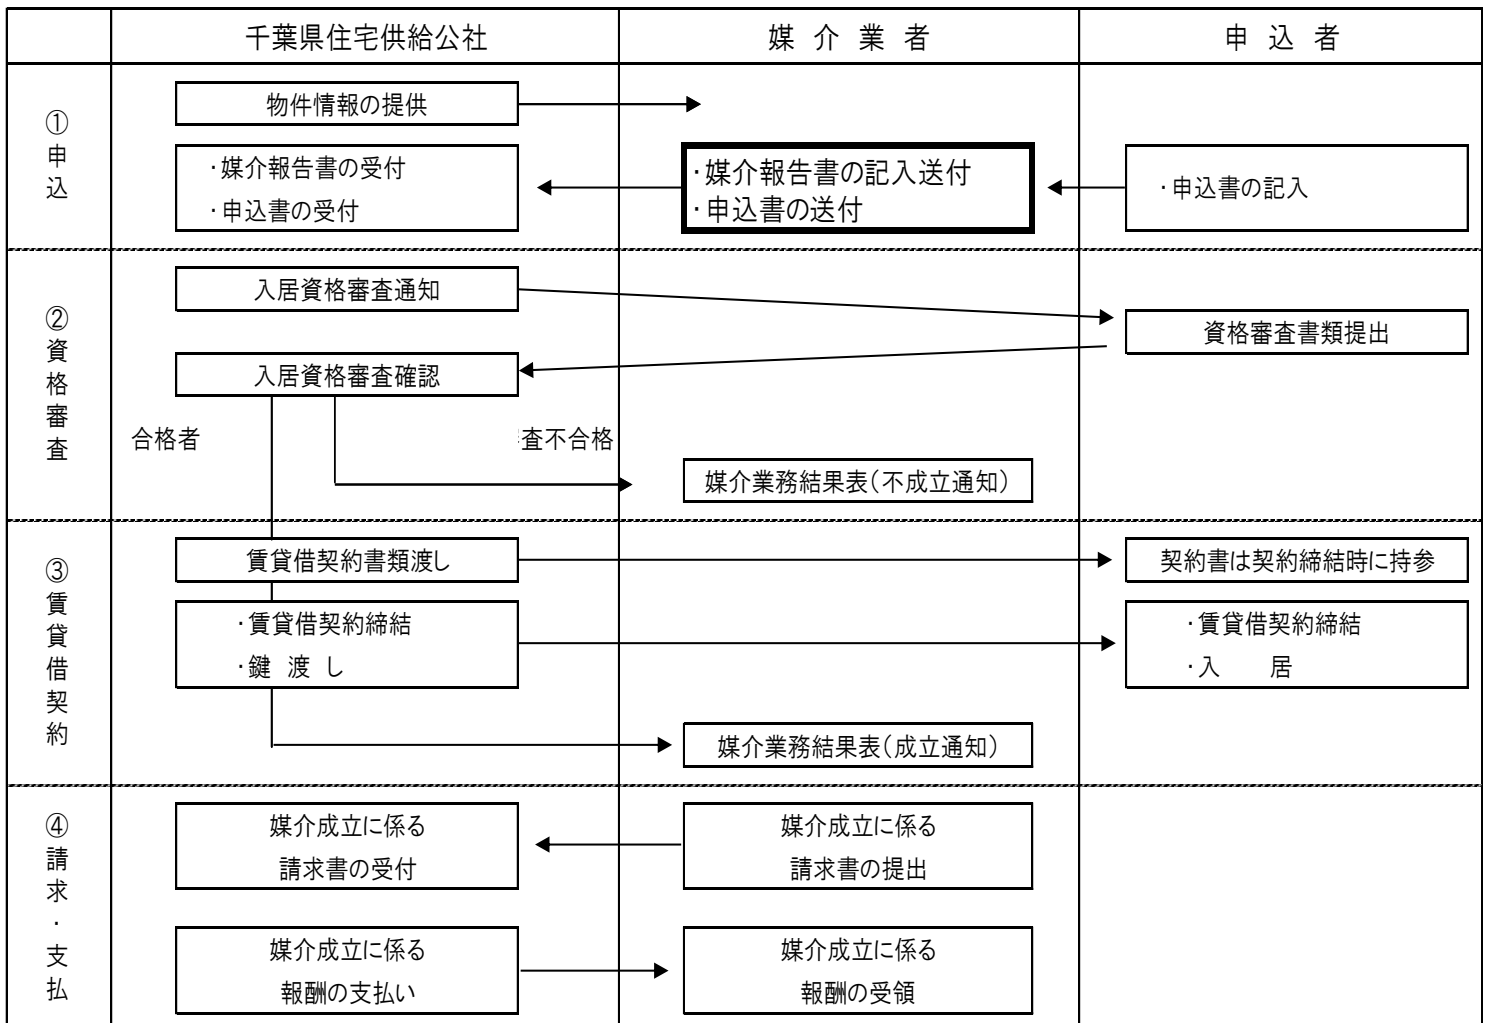 千葉県住宅供給公社
媒 介 業 者
申 込 者
①申込
物件情報の提供
・媒介報告書の受付
・申込書の受付
・媒介報告書の記入送付
・申込書の送付
・申込書の記入
②資格審査
入居資格審査通知
資格審査書類提出
入居資格審査確認
合格者
査不合格
媒介業務結果表(不成立通知)
③賃貸借契約
賃貸借契約書類渡し
契約書は契約締結時に持参
・賃貸借契約締結
・鍵 渡 し
・賃貸借契約締結
・入 居
媒介業務結果表(成立通知)
④請求・支払
媒介成立に係る
請求書の受付
媒介成立に係る
請求書の提出
媒介成立に係る
報酬の支払い
媒介成立に係る
報酬の受領